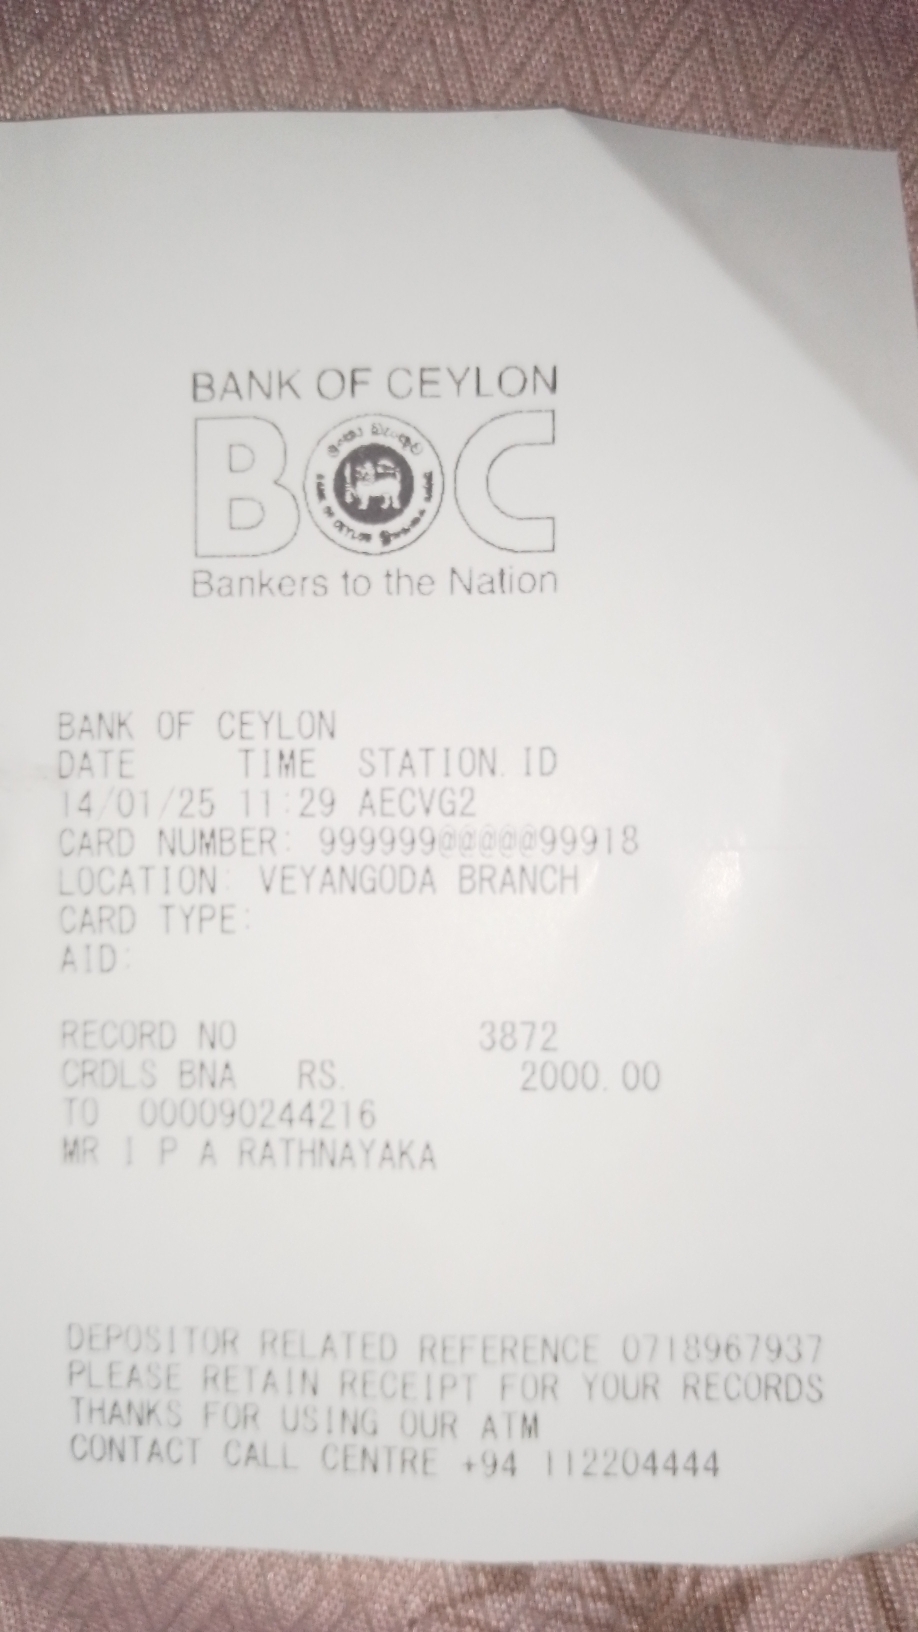 BANK OF CEYLON
BOC
BANK OF CEYLON
Bankers to the Nation
BANK OF CEYLON
DATE TIME STATION ID
14/01/25 11:29 AECVG2
CARD NUMBER: 999999@@@@@99918
LOCATION: VEYANGODA BRANCH
CARD TYPE:
AID:
RECORD NO 3872
CRDLS BNA RS. 2000.00
TO 000090244216
MR I P A RATHNAYAKA
DEPOSITOR RELATED REFERENCE 0718967937
PLEASE RETAIN RECEIPT FOR YOUR RECORDS
THANKS FOR USING OUR ATM
CONTACT CALL CENTRE +94 112204444